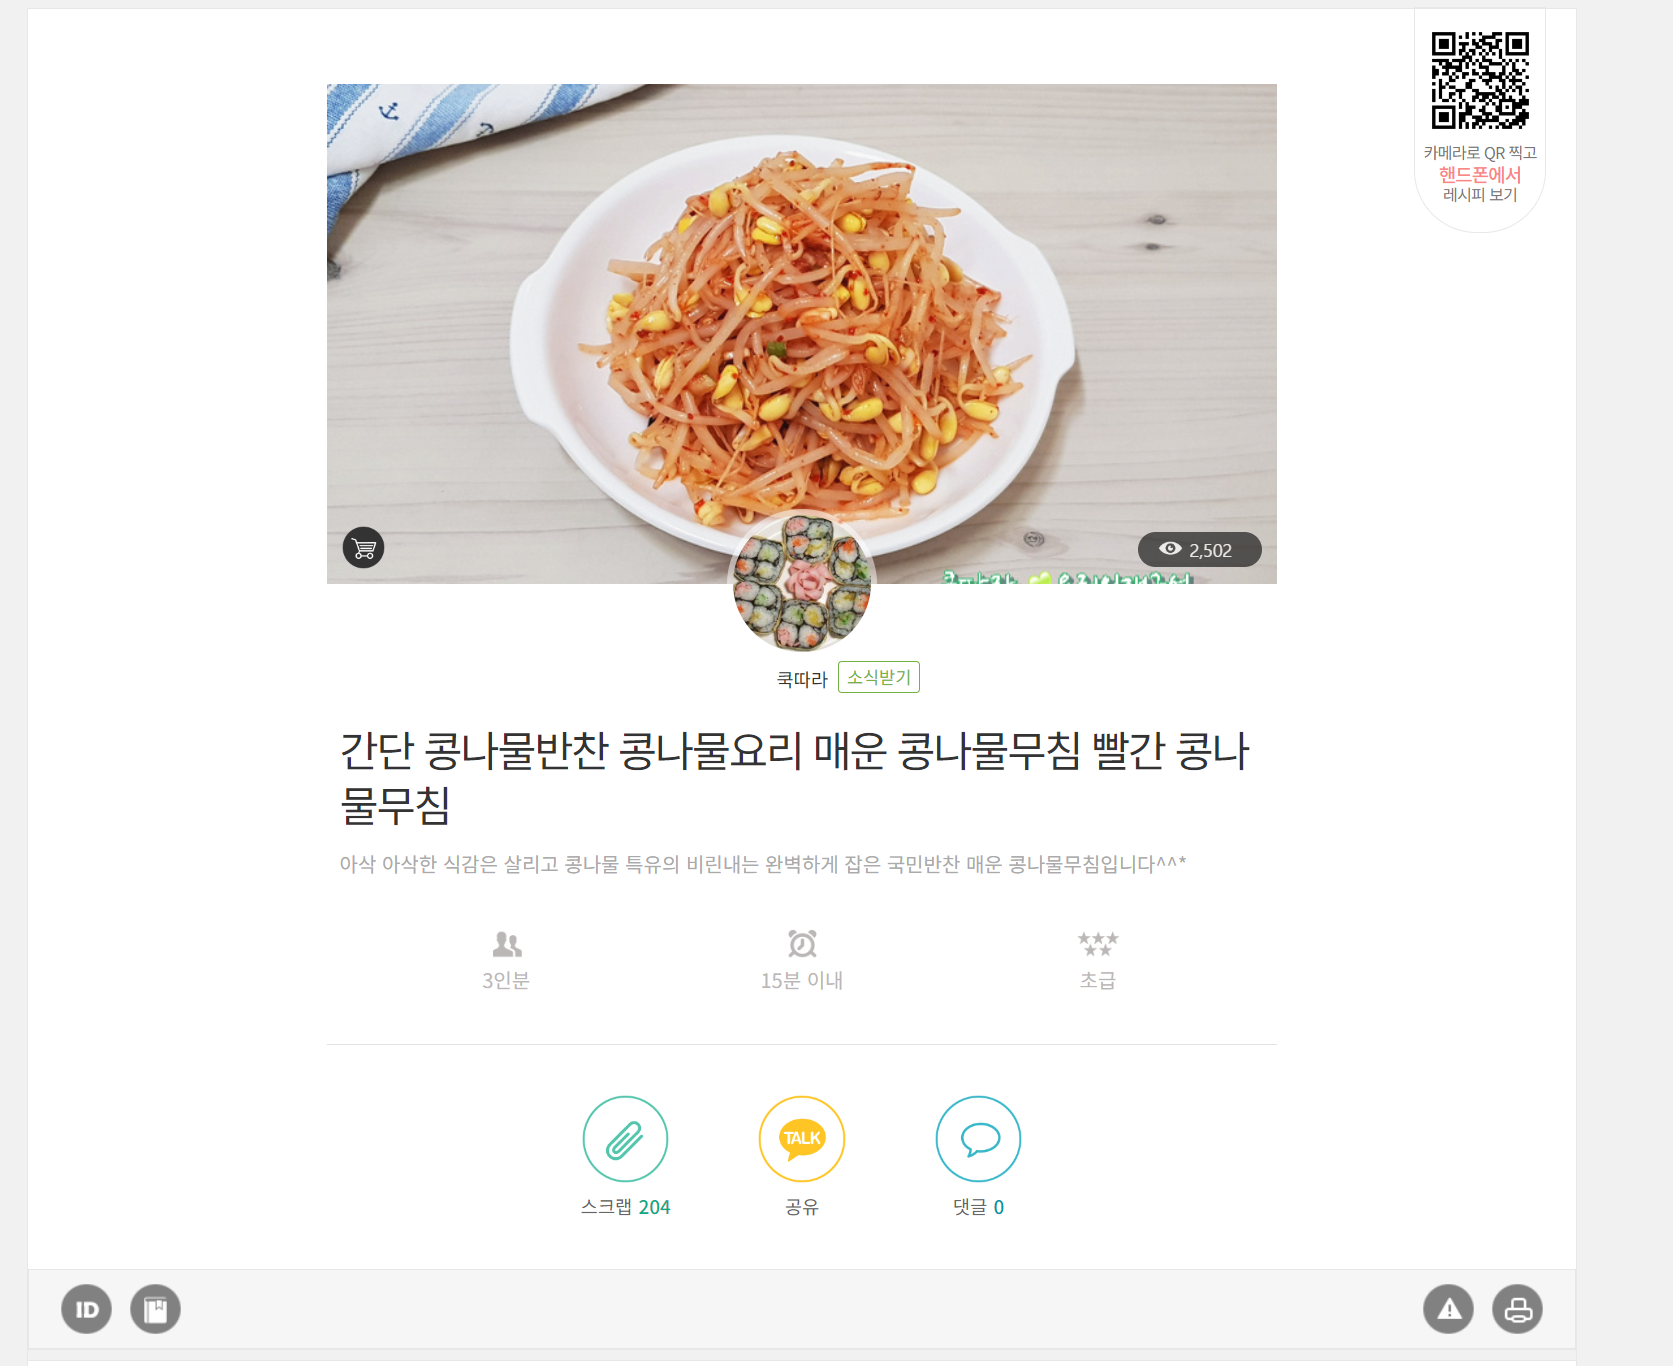 카메라로 QR 찍고
핸드폰에서
레시피 보기
2,502
쿡따라 소식받기
간단 콩나물반찬 콩나물요리 매운 콩나물무침 빨간 콩나
물무침
아삭 아삭한 식감은 살리고 콩나물 특유의 비린내는 완벽하게 잡은 국민반찬 매운 콩나물무침입니다^^*
3인분 15분 이내 초급
TALK
스크랩 204 공유 댓글 0
ID